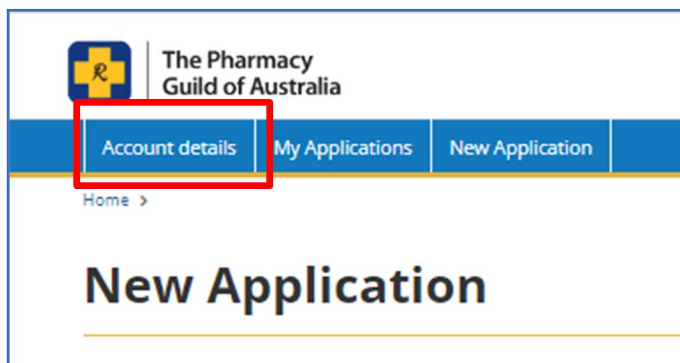 The Pharmacy
Guild of Australia
Account details My Applications New Application
Home >
New Application